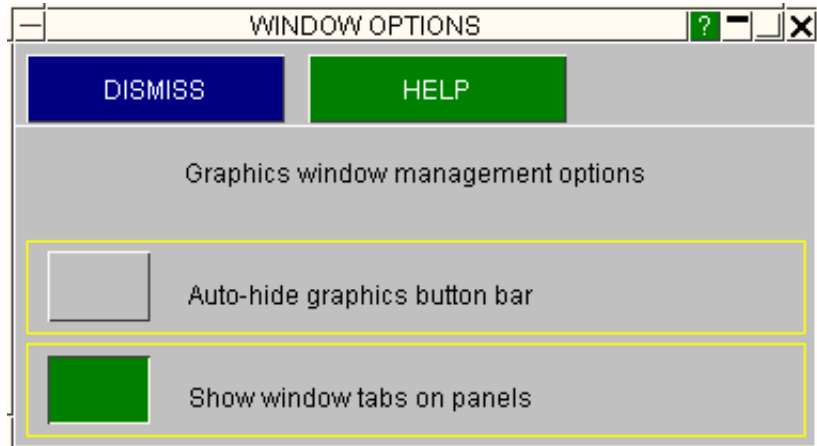 WINDOW OPTIONS ?
DISMISS HELP
Graphics window management options
Auto-hide graphics button bar
Show window tabs on panels